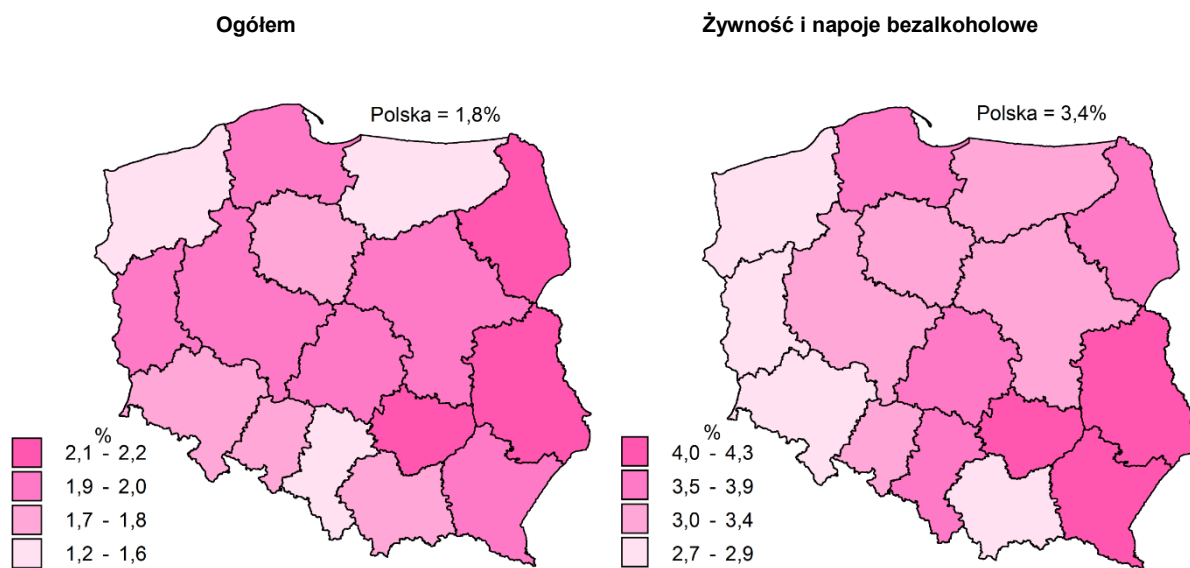 Ogółem
Polska = 1,8%
%
2,1 - 2,2
1,9 - 2,0
1,7 - 1,8
1,2 - 1,6
Żywność i napoje bezalkoholowe
Polska = 3,4%
%
4,0 - 4,3
3,5 - 3,9
3,0 - 3,4
2,7 - 2,9